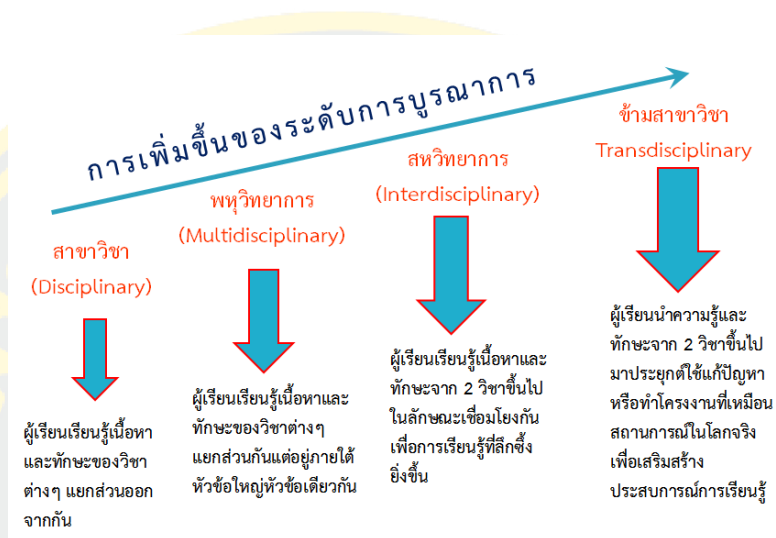 การเพิ่มขึ้นของระดับการบูรณาการ
สาขาวิชา
(Disciplinary)
ผู้เรียนเรียนรู้เนื้อหา
และทักษะของวิชา
ต่างๆ แยกส่วนออก
จากกัน
พหุวิทยาการ
(Multidisciplinary)
ผู้เรียนเรียนรู้เนื้อหาและ
ทักษะของวิชาต่างๆ
แยกส่วนกันแต่อยู่ภายใต้
หัวข้อใหญ่หัวข้อเดียวกัน
สหวิทยาการ
(Interdisciplinary)
ผู้เรียนเรียนรู้เนื้อหาและ
ทักษะจาก 2 วิชาขึ้นไป
ในลักษณะเชื่อมโยงกัน
เพื่อการเรียนรู้ที่ลึกซึ้ง
ยิ่งขึ้น
ข้ามสาขาวิชา
Transdisciplinary
ผู้เรียนนำความรู้และ
ทักษะจาก 2 วิชาขึ้นไป
มาประยุกต์ใช้แก้ปัญหา
หรือทำโครงงานที่เหมือน
สถานการณ์ในโลกจริง
เพื่อเสริมสร้าง
ประสบการณ์การเรียนรู้